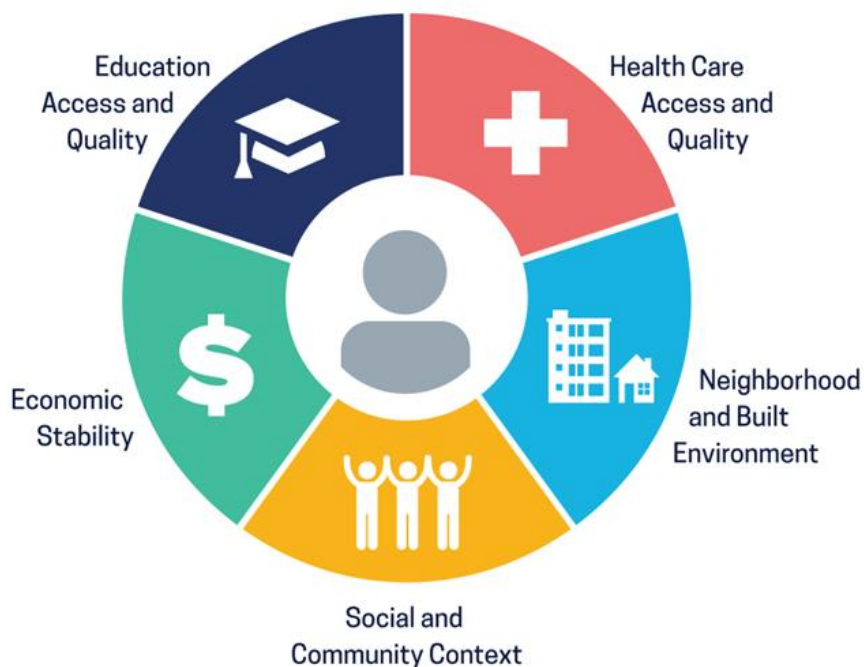 Education
Access and
Quality
Health Care
Access and
Quality
Economic
Stability
Neighborhood
and Built
Environment
Social and
Community Context